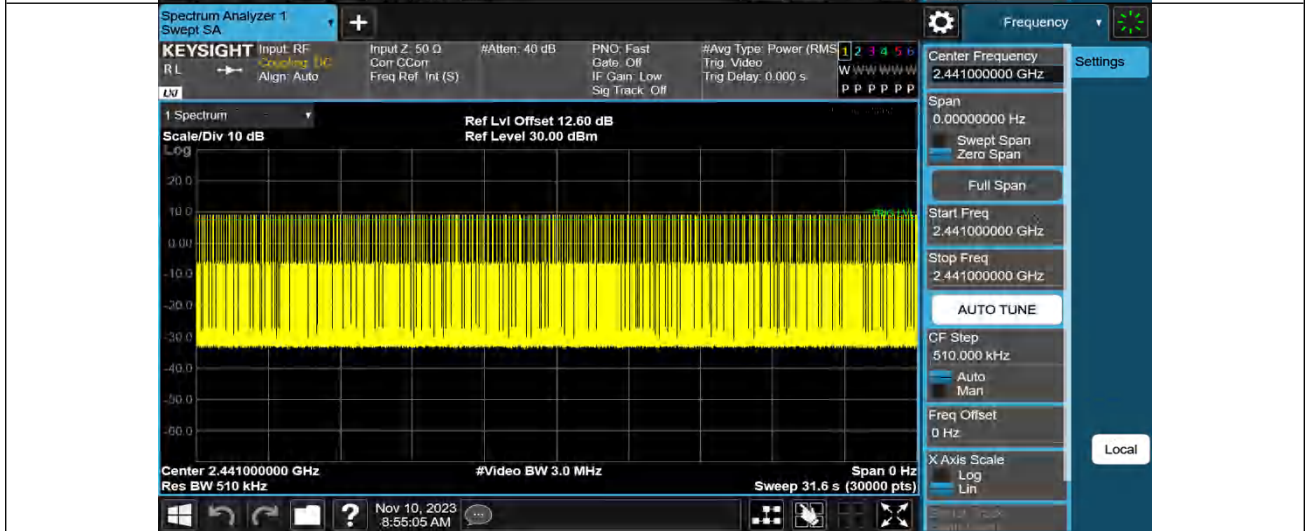 Spectrum Analyzer 1
Swept SA
+
Frequency
KEYSIGHT Input: RF
RL
Coupling: DC
Align: Auto
LXI
Input Z: 50 Ω
Corr CCorr
Freq Ref: Int (S)
#Atten: 40 dB
PNO: Fast
Gate: Off
IF Gain: Low
Sig Track: Off
#Avg Type: Power (RMS
Trig: Video
Trig Delay: 0.000 s
1 2 3 4 5 6
W W W W W W
P P P P P P
Center Frequency
2.441000000 GHz
Settings
1 Spectrum
Scale/Div 10 dB
Ref Lvl Offset 12.60 dB
Ref Level 30.00 dBm
Span
0.00000000 Hz
Swept Span
Zero Span
Full Span
Start Freq
2.441000000 GHz
Stop Freq
2.441000000 GHz
AUTO TUNE
CF Step
510.000 kHz
Auto
Man
Freq Offset
0 Hz
X Axis Scale
Log
Lin
Local
Log
20.0
10.0
0.00
-10.0
-20.0
-30.0
-40.0
-50.0
-60.0
Center 2.441000000 GHz
#Video BW 3.0 MHz
Span 0 Hz
Res BW 510 kHz
Sweep 31.6 s (30000 pts)
?
Nov 10, 2023
8:55:05 AM